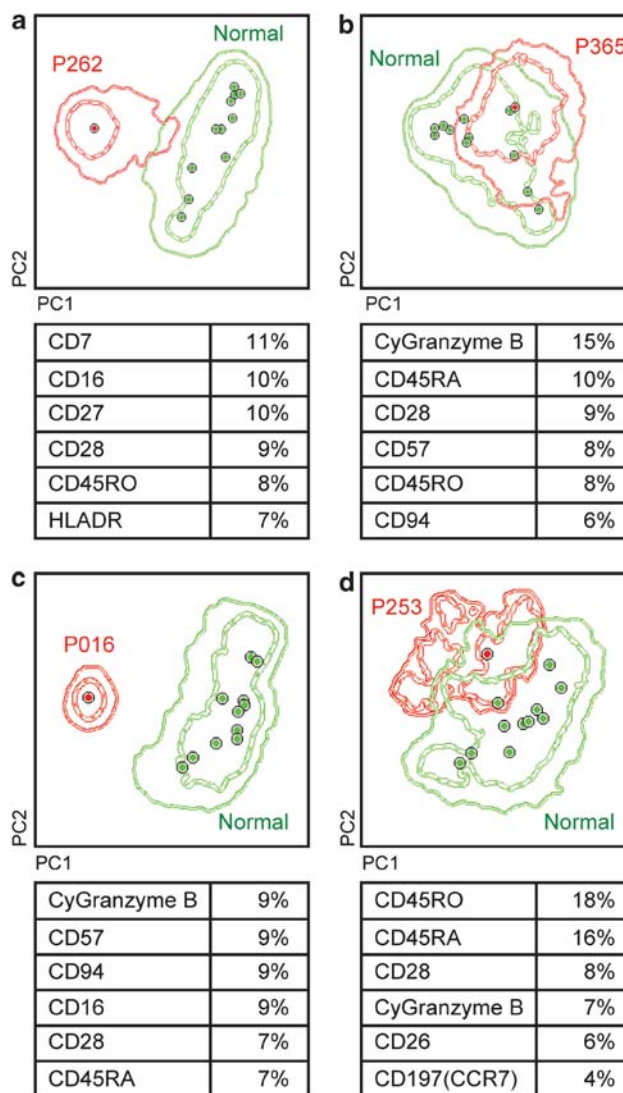 a
Normal
P262
PC2
PC1
CD7 11%
CD16 10%
CD27 10%
CD28 9%
CD45RO 8%
HLADR 7%
b
P365
Normal
PC2
PC1
CyGranzyme B 15%
CD45RA 10%
CD28 9%
CD57 8%
CD45RO 8%
CD94 6%
c
P016
Normal
PC2
PC1
CyGranzyme B 9%
CD57 9%
CD94 9%
CD16 9%
CD28 7%
CD45RA 7%
d
P253
Normal
PC2
PC1
CD45RO 18%
CD45RA 16%
CD28 8%
CyGranzyme B 7%
CD26 6%
CD197(CCR7) 4%